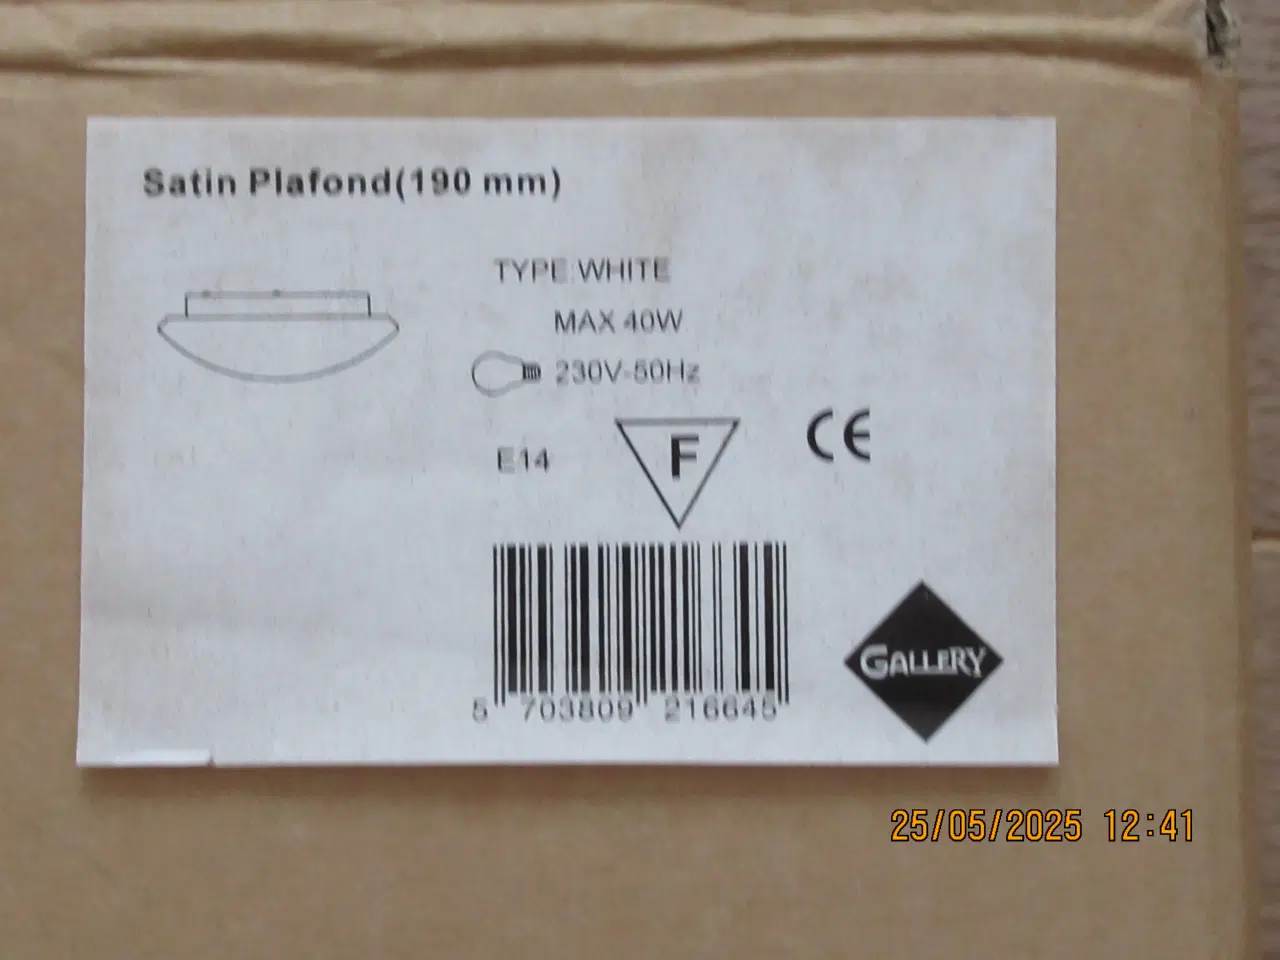 Satin Plafond(190 mm)
TYPE:WHITE
MAX 40W
230V-50Hz
E14
F
CE
5 703809 216645
GALLERY
25/05/2025 12:41